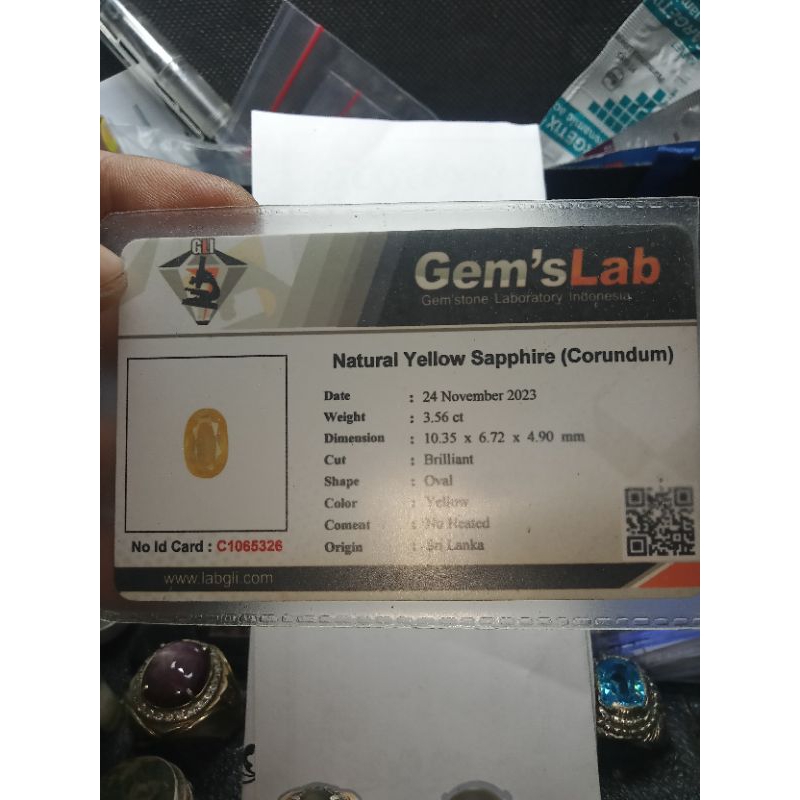 GLI
Gem'sLab
Gem'stone Laboratory Indonesia
Natural Yellow Sapphire (Corundum)
Date : 24 November 2023
Weight : 3.56 ct
Dimension : 10.35 x 6.72 x 4.90 mm
Cut : Brilliant
Shape : Oval
Color : Yellow
Coment : No Heated
Origin : Sri Lanka
No Id Card : C1065326
www.labgli.com